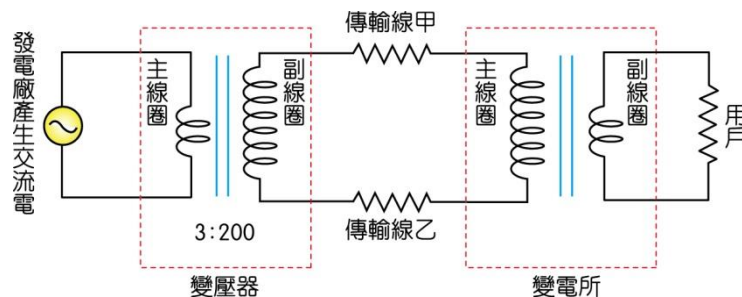 發電廠產生交流電
主線圈
副線圈
3:200
變壓器
傳輸線甲
傳輸線乙
主線圈
副線圈
變電所
用戶